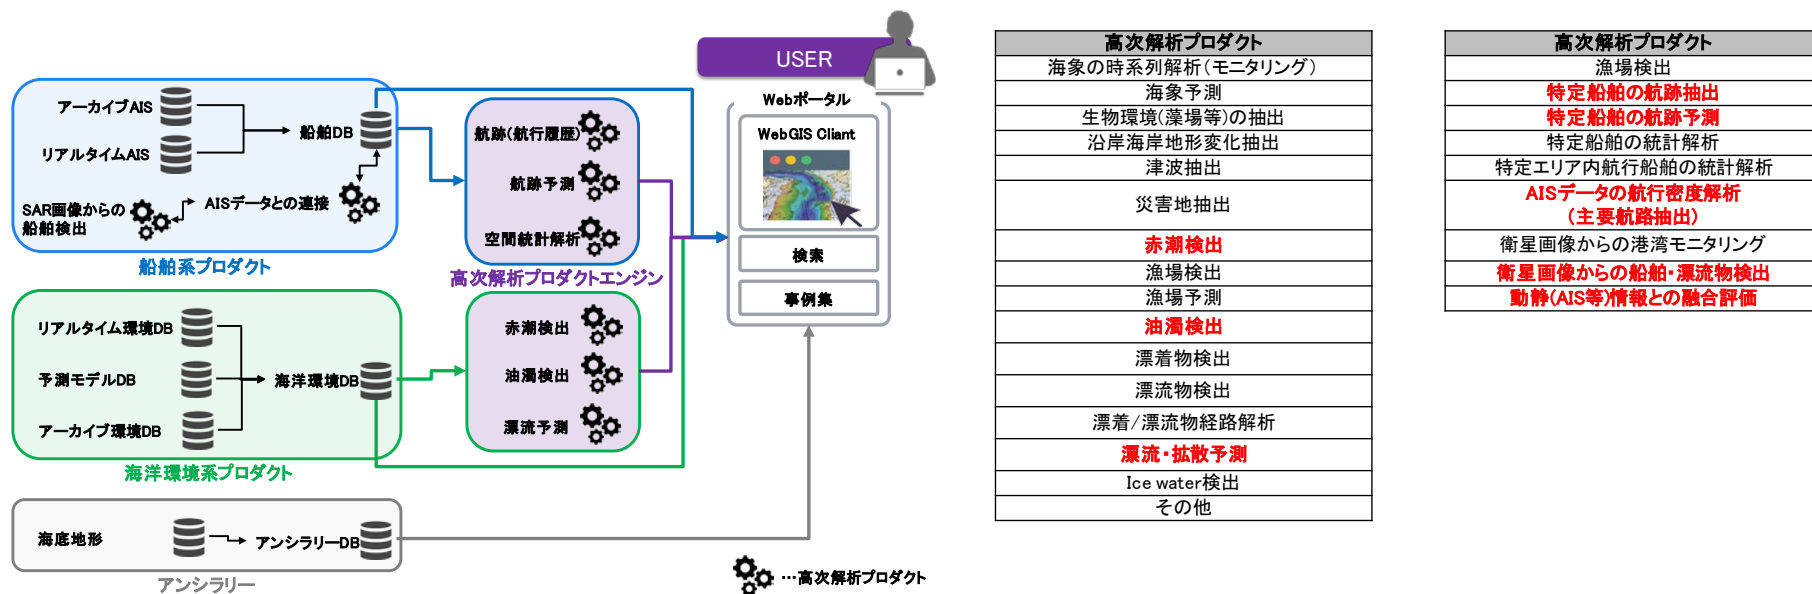 USER
Webポータル
WebGIS Client
検索
事例集
アーカイブAIS
リアルタイムAIS
船舶DB
SAR画像からの
船舶検出
AISデータとの連接
船舶系プロダクト
航跡(航行履歴)
航跡予測
空間統計解析
高次解析プロダクトエンジン
リアルタイム環境DB
予測モデルDB
アーカイブ環境DB
海洋環境DB
海洋環境系プロダクト
赤潮検出
油濁検出
漂流予測
海底地形
アンシラリーDB
アンシラリー
…高次解析プロダクト
高次解析プロダクト
海象の時系列解析(モニタリング)
海象予測
生物環境(藻場等)の抽出
沿岸海岸地形変化抽出
津波抽出
災害地抽出
赤潮検出
漁場検出
漁場予測
油濁検出
漂着物検出
漂流物検出
漂着/漂流物経路解析
漂流・拡散予測
Ice water検出
その他
高次解析プロダクト
漁場検出
特定船舶の航跡抽出
特定船舶の航跡予測
特定船舶の統計解析
特定エリア内航行船舶の統計解析
AISデータの航行密度解析
(主要航路抽出)
衛星画像からの港湾モニタリング
衛星画像からの船舶・漂流物検出
動静(AIS等)情報との融合評価